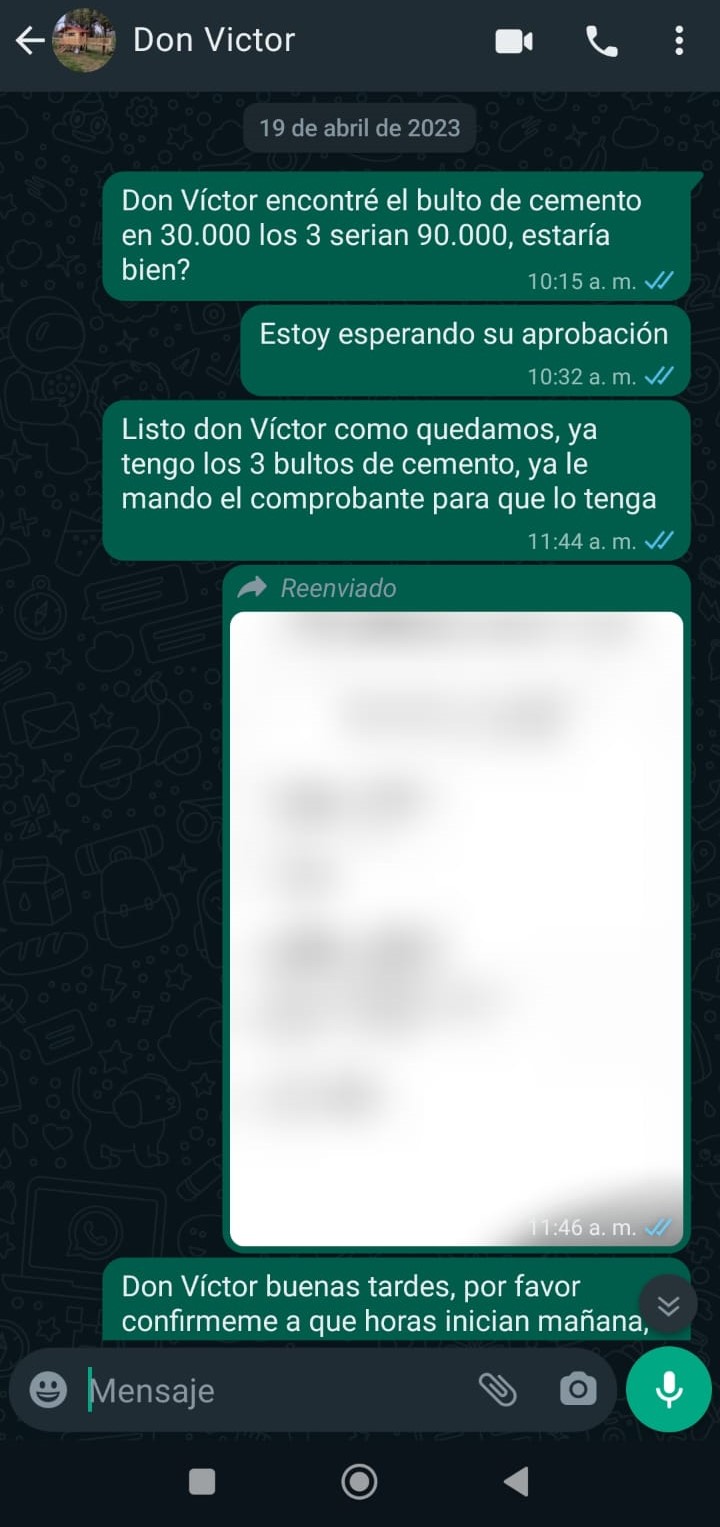 Don Victor
19 de abril de 2023
Don Víctor encontré el bulto de cemento
en 30.000 los 3 serian 90.000, estaría
bien?
10:15 a. m.
Estoy esperando su aprobación
10:32 a. m.
Listo don Víctor como quedamos, ya
tengo los 3 bultos de cemento, ya le
mando el comprobante para que lo tenga
11:44 a. m.
Reenviado
11:46 a. m.
Don Víctor buenas tardes, por favor
confirmeme a que horas inician mañana,
Mensaje